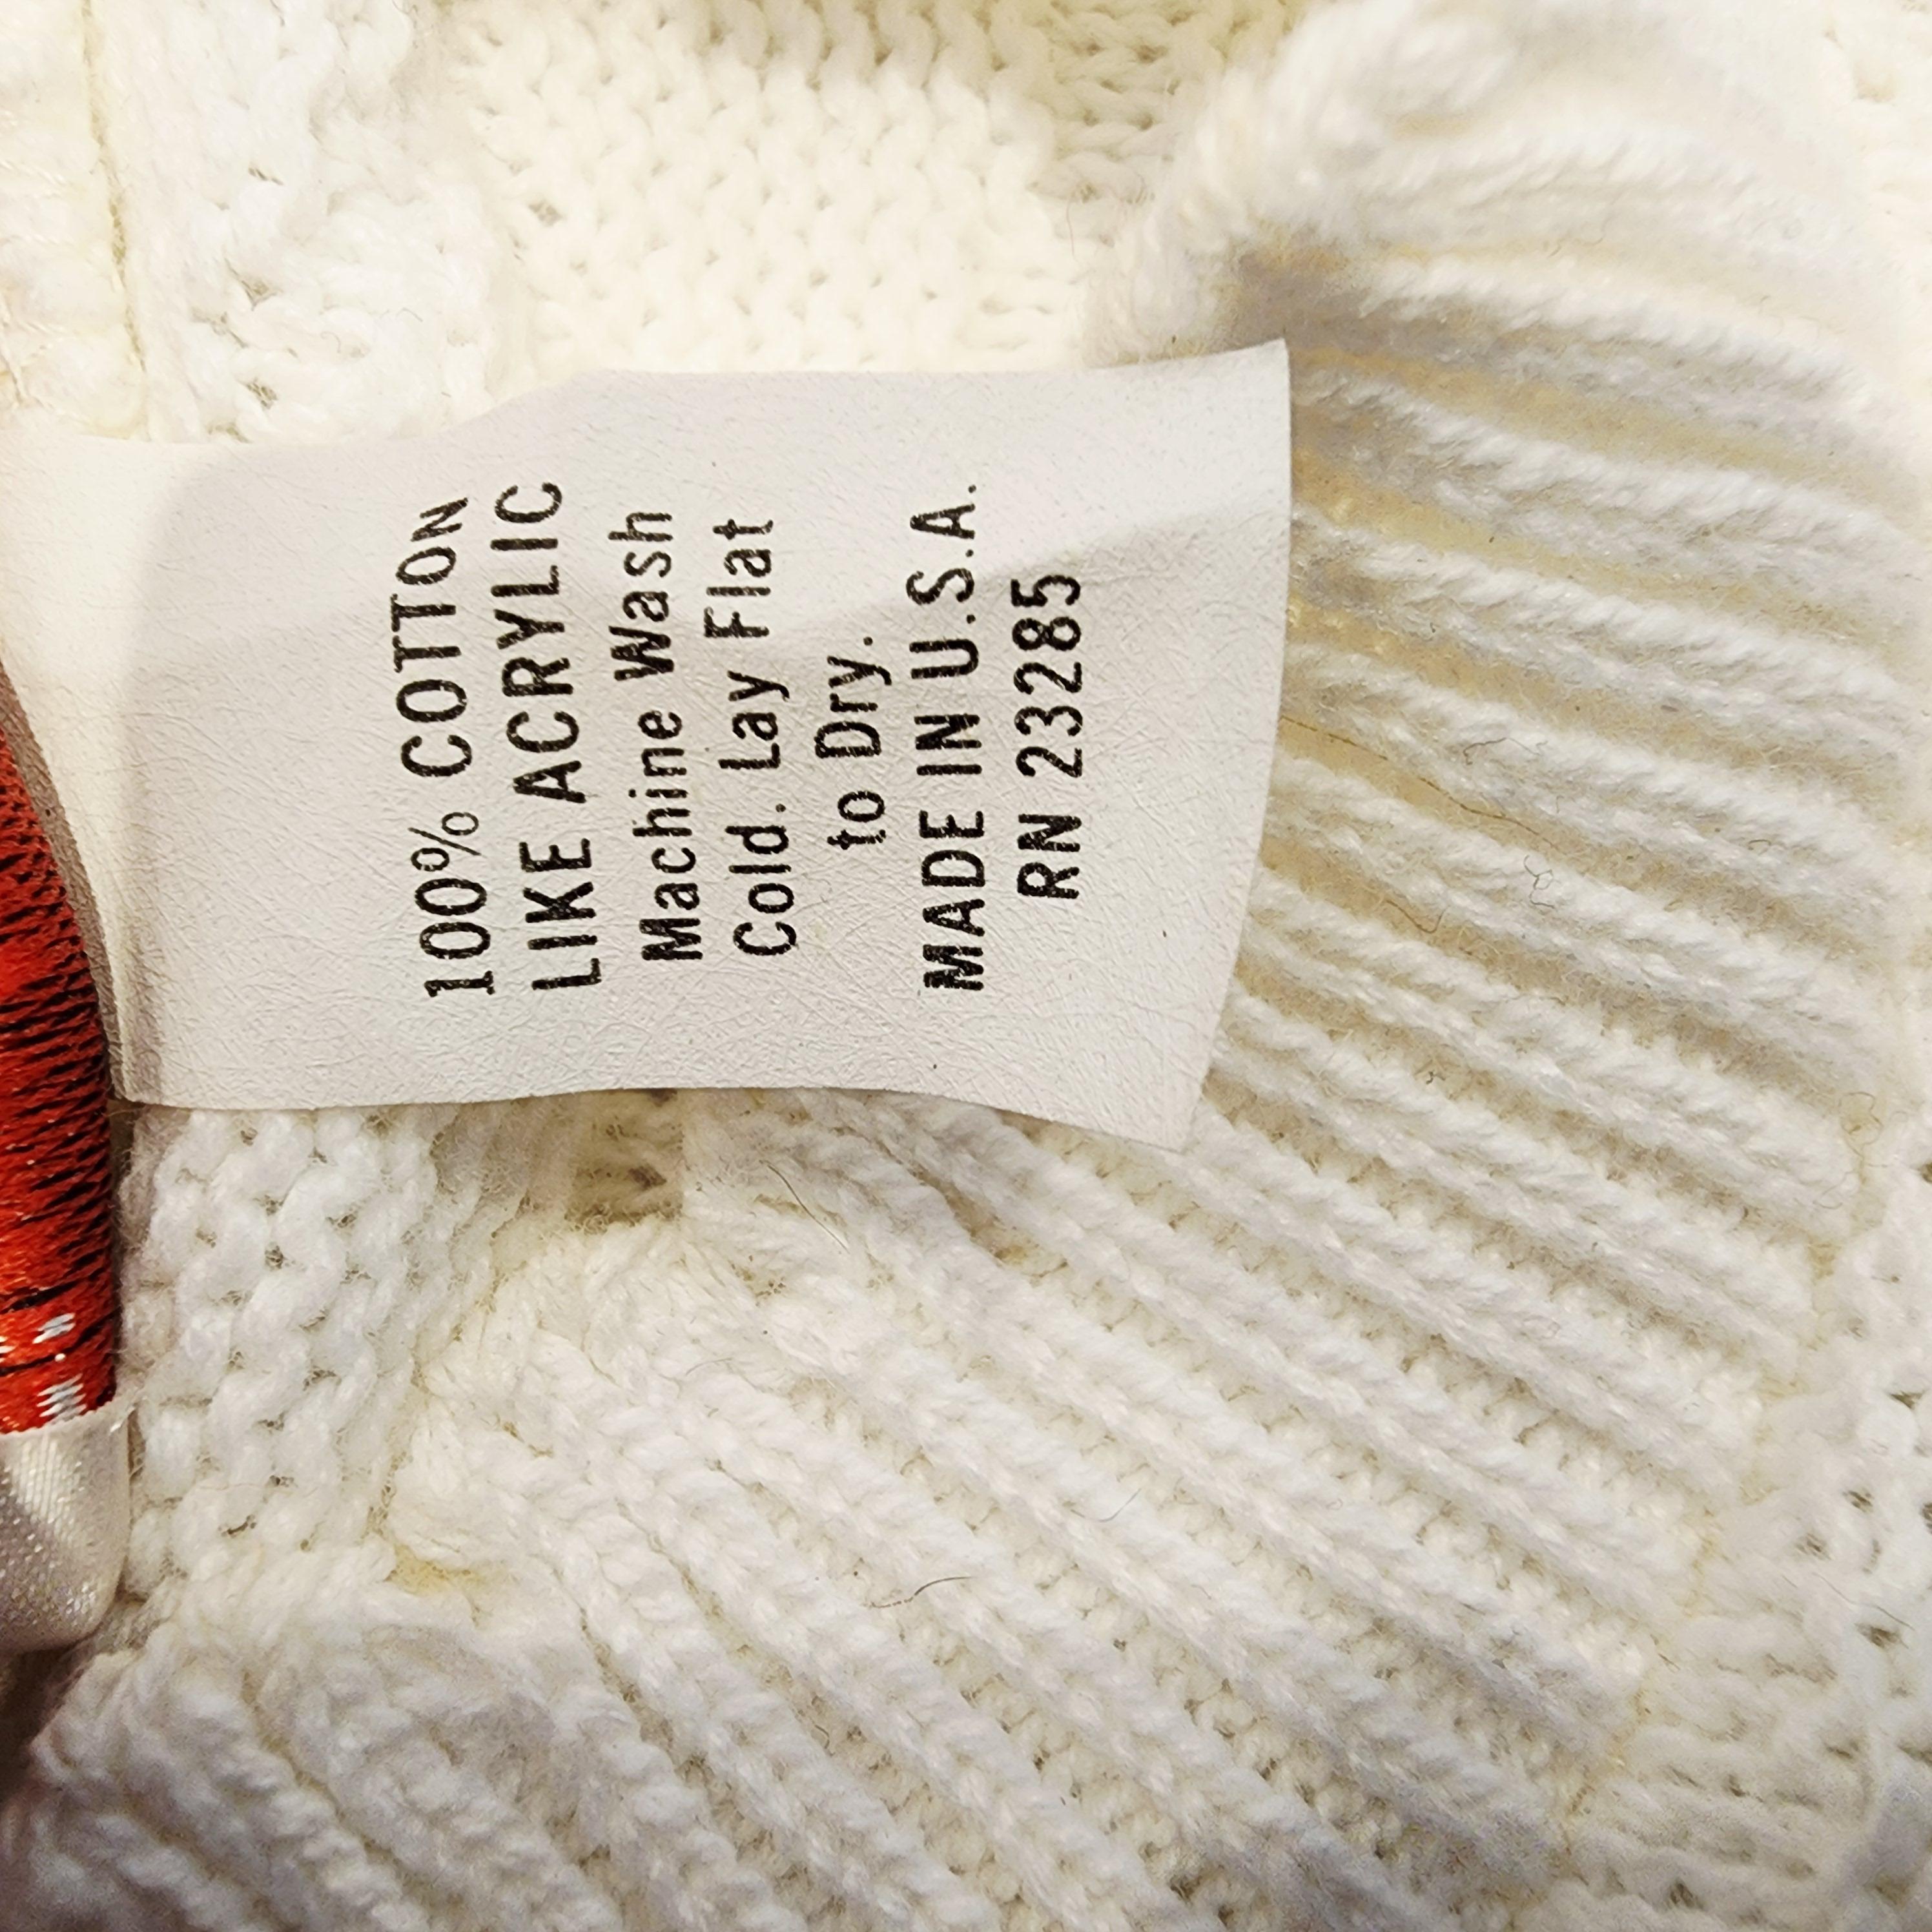 100% COTTON
LIKE ACRYLIC
Machine Wash
Cold. Lay Flat
to Dry.
MADE IN U.S.A.
RN 23285